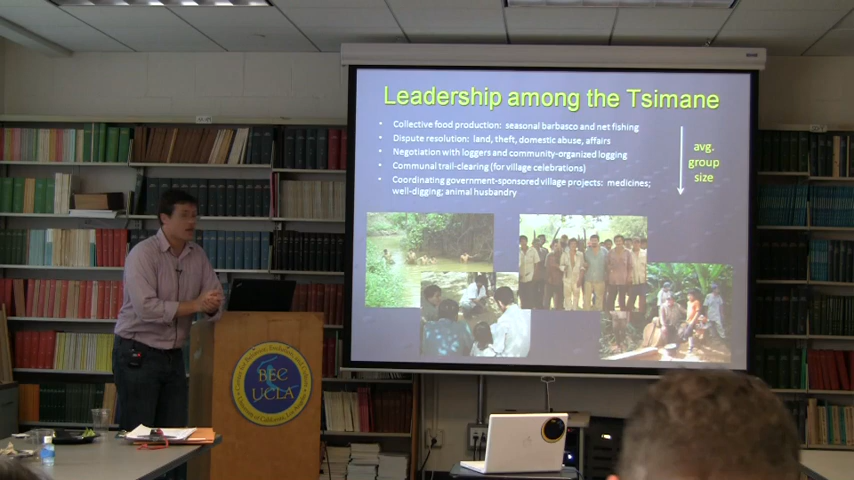 Leadership among the Tsimane
• Collective food production: seasonal barbasco and net fishing
• Dispute resolution: land, theft, domestic abuse, affairs
• Negotiation with loggers and community-organized logging
• Communal trail-clearing (for village celebrations)
• Coordinating government-sponsored village projects: medicines;
well-digging; animal husbandry
avg.
group
size
BEC
UCLA